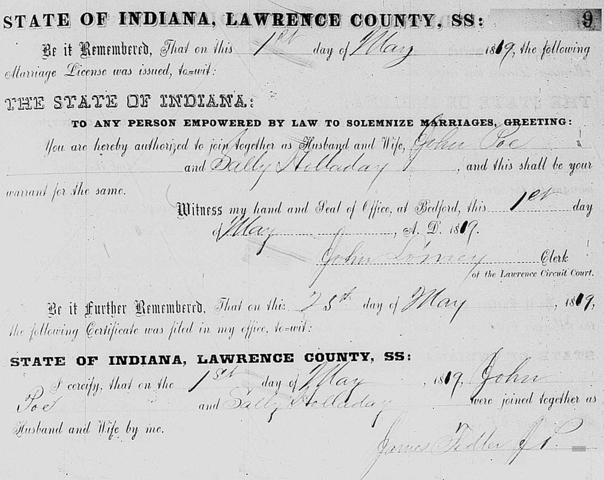 STATE OF INDIANA, LAWRENCE COUNTY, SS: 9
Be it Remembered, That on this 1st day of May 1819, the following
Marriage License was issued, to-wit:
THE STATE OF INDIANA:
TO ANY PERSON EMPOWERED BY LAW TO SOLEMNIZE MARRIAGES, GREETING:
You are hereby authorized to join together as Husband and Wife, John Poe
and Sally Holladay, and this shall be your
warrant for the same.
Witness my hand and Seal of Office, at Bedford, this 1st day
of May, A. D. 1819.
John Lowrey Clerk
of the Lawrence Circuit Court.
Be it Further Remembered, That on this day of May, 1819,
the following Certificate was filed in my office, to-wit:
STATE OF INDIANA, LAWRENCE COUNTY, SS:
I certify, that on the 1st day of May, 1819, John
Poe and Sally Holladay were joined together as
Husband and Wife by me.
James Fidler J P.